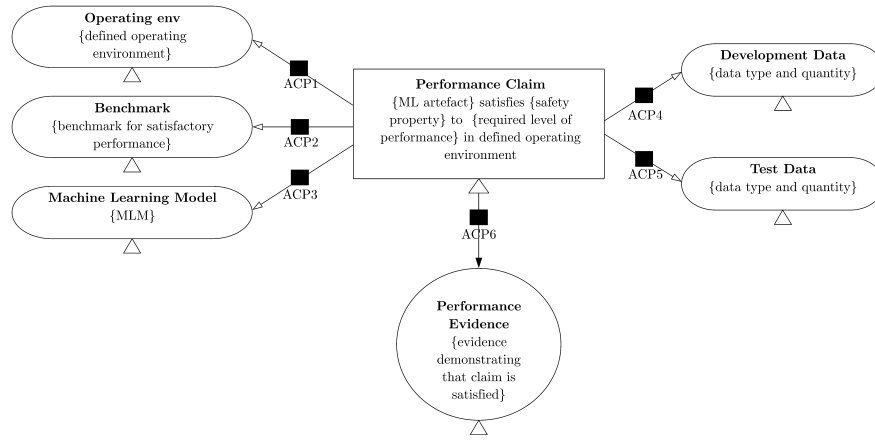 Operating env
{defined operating
environment}
ACP1
Benchmark
{benchmark for satisfactory
performance}
ACP2
Machine Learning Model
{MLM}
ACP3
Performance Claim
{ML artefact} satisfies {safety
property} to {required level of
performance} in defined operating
environment
ACP4
Development Data
{data type and quantity}
ACP5
Test Data
{data type and quantity}
ACP6
Performance
Evidence
{evidence
demonstrating
that claim is
satisfied}